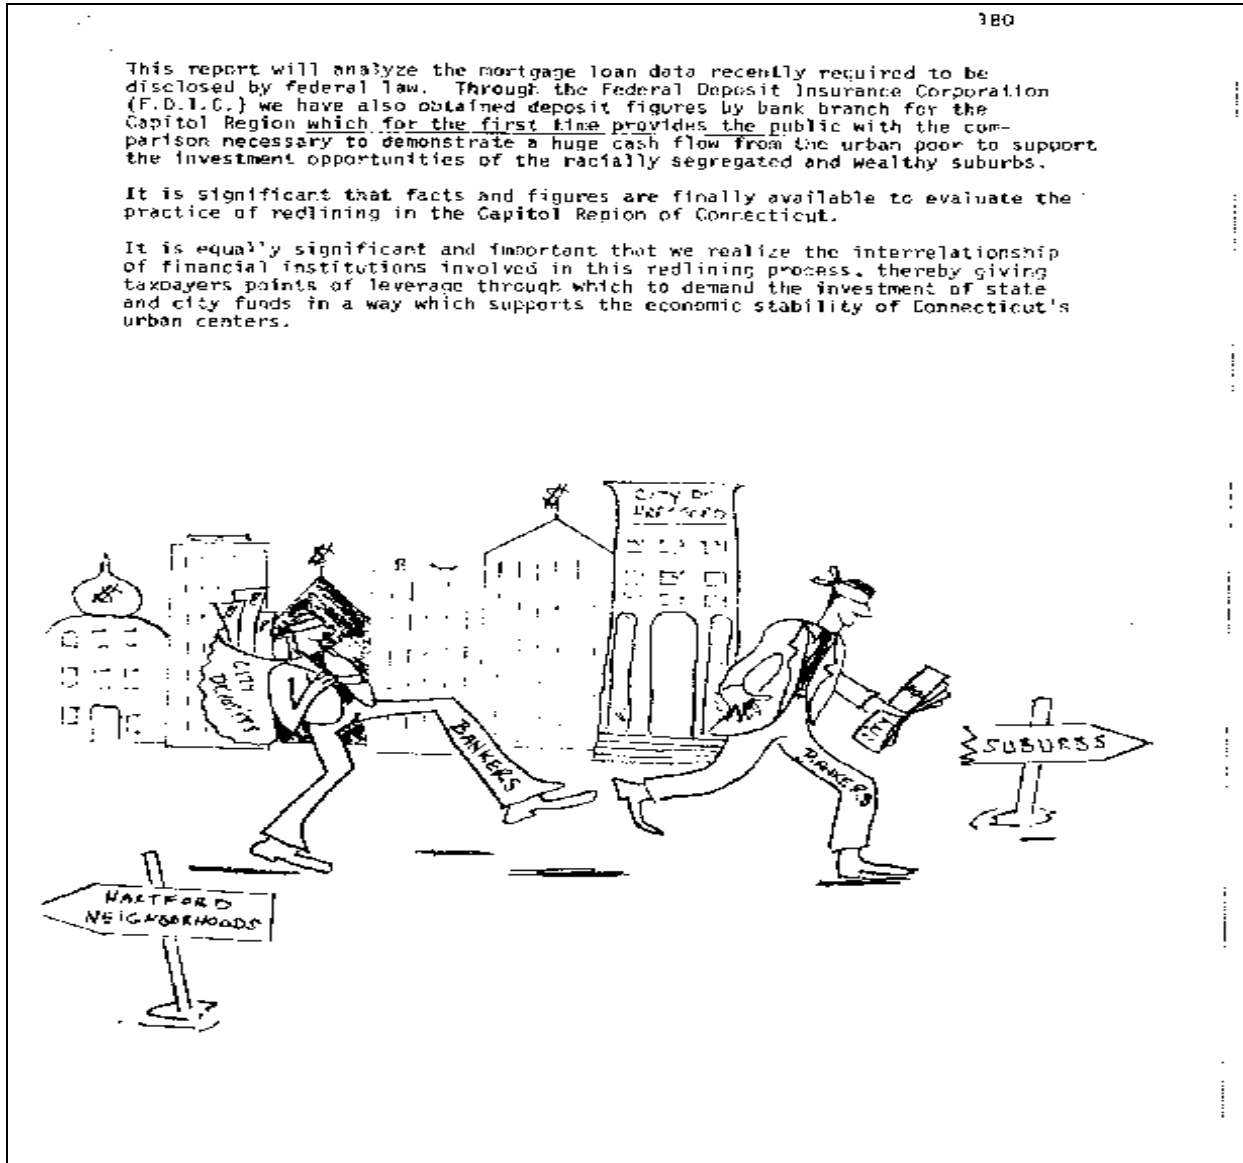 380
This report will analyze the mortgage loan data recently required to be
disclosed by federal law. Through the Federal Deposit Insurance Corporation
(F.D.I.C.) we have also obtained deposit figures by bank branch for the
Capitol Region which for the first time provides the public with the com-
parison necessary to demonstrate a huge cash flow from the urban poor to support
the investment opportunities of the racially segregated and wealthy suburbs.
It is significant that facts and figures are finally available to evaluate the
practice of redlining in the Capitol Region of Connecticut.
It is equally significant and important that we realize the interrelationship
of financial institutions involved in this redlining process, thereby giving
taxpayers points of leverage through which to demand the investment of state
and city funds in a way which supports the economic stability of Connecticut's
urban centers.
CITY OF
HARTFORD
$
$
$
$
CITY
DEPOSITS
BANKERS
BANKERS
CITY
SUBURBS
HARTFORD
NEIGHBORHOODS